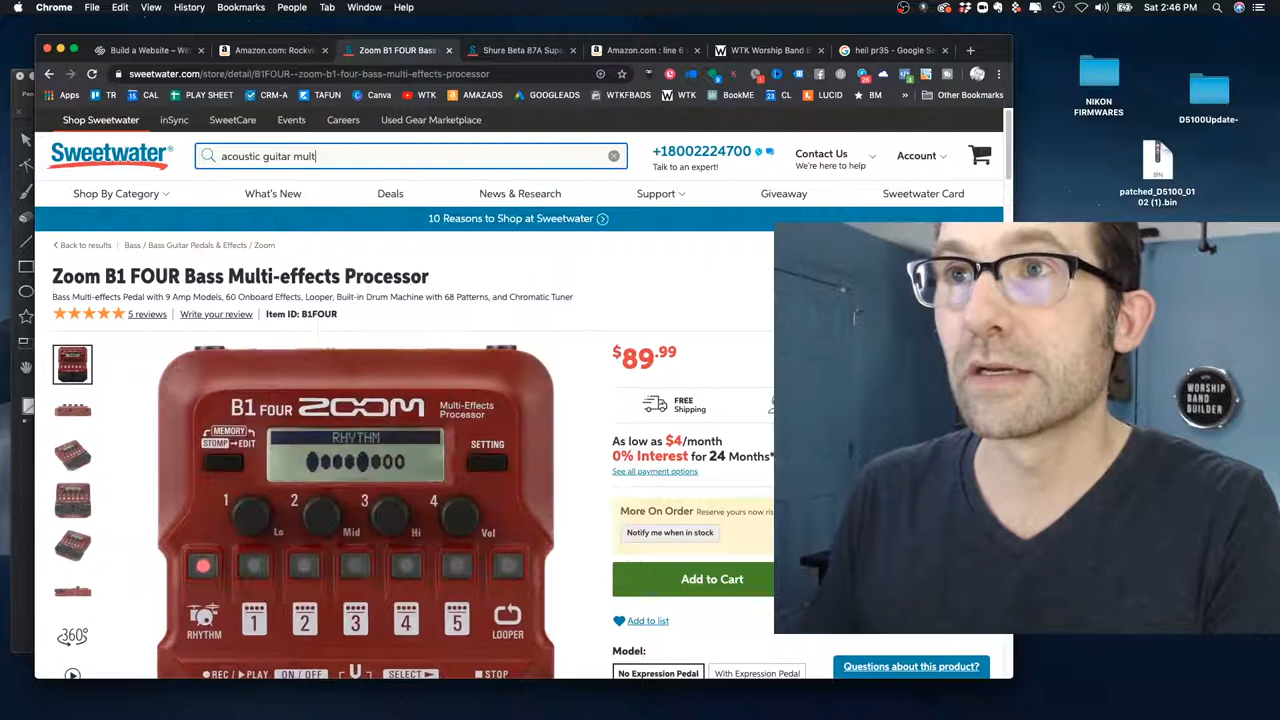 Chrome File Edit View History Bookmarks People Tab Window Help Sat 2:46 PM
Build a Website – We Amazon.com: Rockvi Zoom B1 FOUR Bass Shure Beta 87A Supe Amazon.com : line 6 WTK Worship Band B heil pr35 - Google Se
sweetwater.com/store/detail/B1FOUR--zoom-b1-four-bass-multi-effects-processor
Apps TR CAL PLAY SHEET CRM-A TAFUN Canva WTK AMAZADS GOOGLEADS WTKFBADS WTK BookME CL LUCID BM » Other Bookmarks
NIKON
FIRMWARES
D5100Update-
BIN
patched_D5100_01
02 (1).bin
Shop Sweetwater inSync SweetCare Events Careers Used Gear Marketplace
Sweetwater
acoustic guitar mult
+18002224700
Talk to an expert!
Contact Us
We're here to help
Account
Shop By Category What's New Deals News & Research Support Giveaway Sweetwater Card
10 Reasons to Shop at Sweetwater
Back to results Bass / Bass Guitar Pedals & Effects / Zoom
Zoom B1 FOUR Bass Multi-effects Processor
Bass Multi-effects Pedal with 9 Amp Models, 60 Onboard Effects, Looper, Built-in Drum Machine with 68 Patterns, and Chromatic Tuner
5 reviews Write your review Item ID: B1FOUR
$89.99
FREE
Shipping
As low as $4/month
0% Interest for 24 Months*
See all payment options
More On Order Reserve yours now ris
Notify me when in stock
Add to Cart
Add to list
Model:
No Expression Pedal With Expression Pedal
Questions about this product?
B1 FOUR ZOOM Multi-Effects
Processor
MEMORY
STOMP EDIT
RHYTHM
SETTING
1 2 3 4
Lo Mid Hi Vol
1 2 3 4 5
RHYTHM LOOPER
REC / PLAY ON / OFF SELECT STOP
360°
WORSHIP
BAND
BUILDER